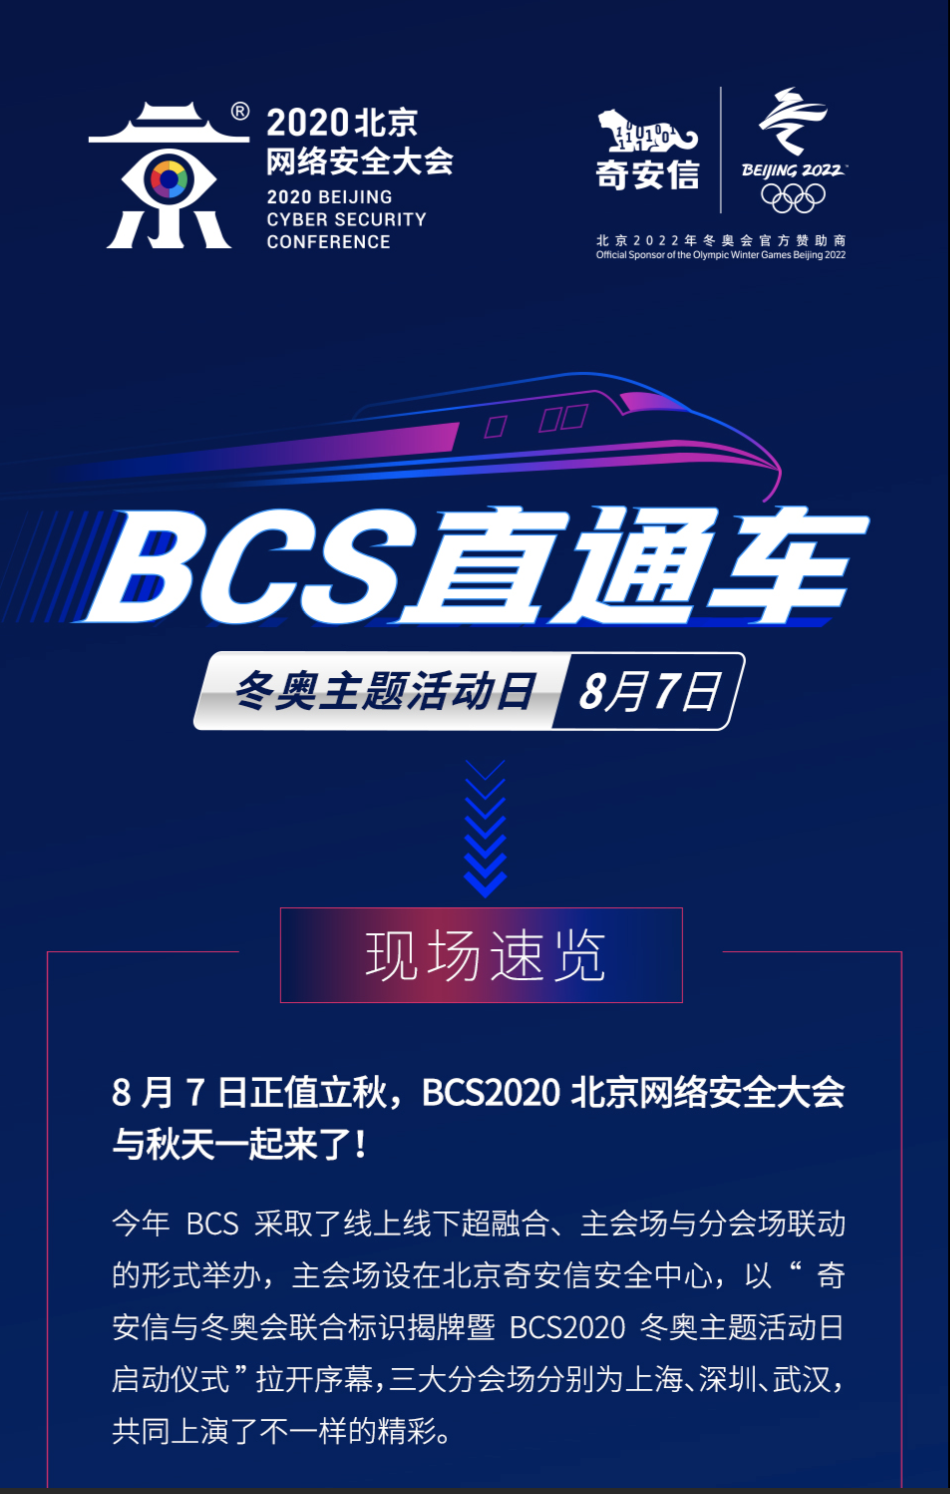 ®
2020北京
网络安全大会
2020 BEIJING
CYBER SECURITY
CONFERENCE
奇安信
BEIJING 2022™
北京2022年冬奥会官方赞助商
Official Sponsor of the Olympic Winter Games Beijing 2022
BCS直通车
冬奥主题活动日 8月7日
现场速览
8 月 7 日正值立秋，BCS2020 北京网络安全大会
与秋天一起来了！
今年 BCS 采取了线上线下超融合、主会场与分会场联动
的形式举办，主会场设在北京奇安信安全中心，以 “ 奇
安信与冬奥会联合标识揭牌暨 BCS2020 冬奥主题活动日
启动仪式”拉开序幕，三大分会场分别为上海、深圳、武汉，
共同上演了不一样的精彩。